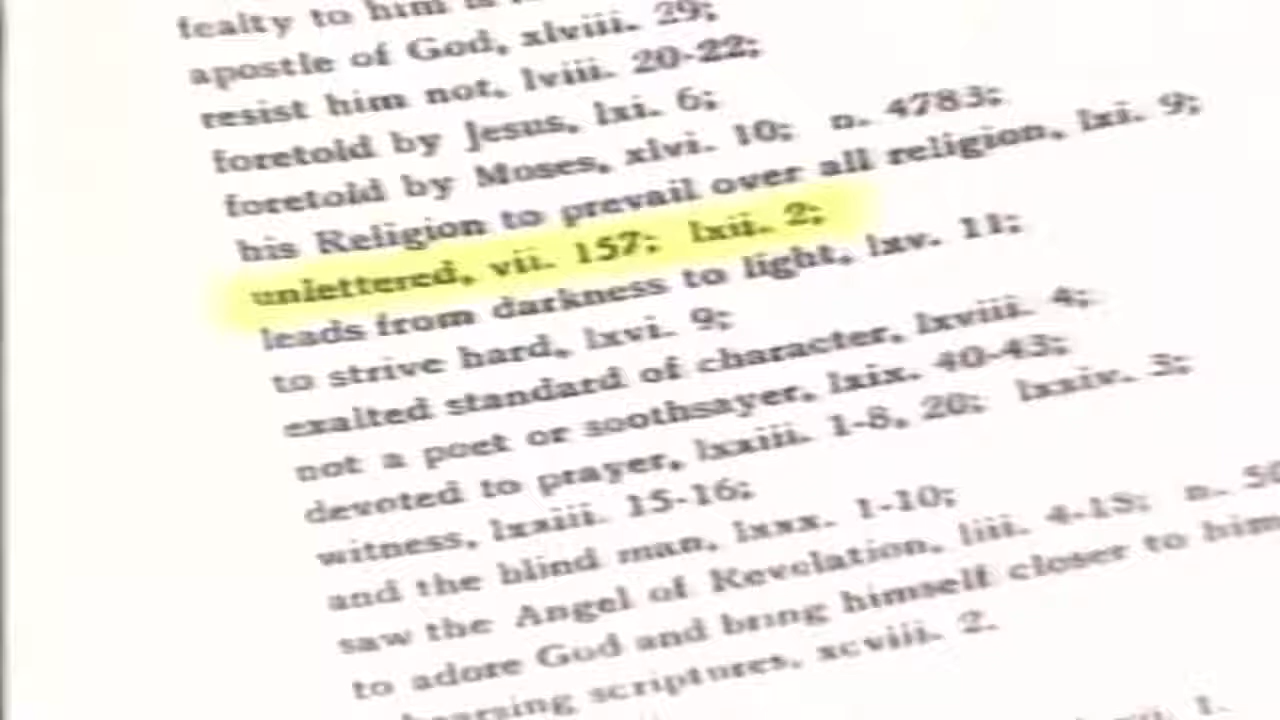 fealty to him is
apostle of God, xlviii. 29;
resist him not, lviii. 20-22;
foretold by Jesus, lxi. 6;
foretold by Moses, xlvi. 10; n. 4783;
his Religion to prevail over all religion, lxi. 9;
unlettered, vii. 157; lxii. 2;
leads from darkness to light, lxv. 11;
to strive hard, lxvi. 9;
exalted standard of character, lxviii. 4;
not a poet or soothsayer, lxix. 40-43;
devoted to prayer, lxxiii. 1-8, 20; lxxiv. 3;
witness, lxxiii. 15-16;
and the blind man, lxxx. 1-10;
saw the Angel of Revelation, liii. 4-18; n. 50
to adore God and bring himself closer to him
scriptures, xcviii. 2.